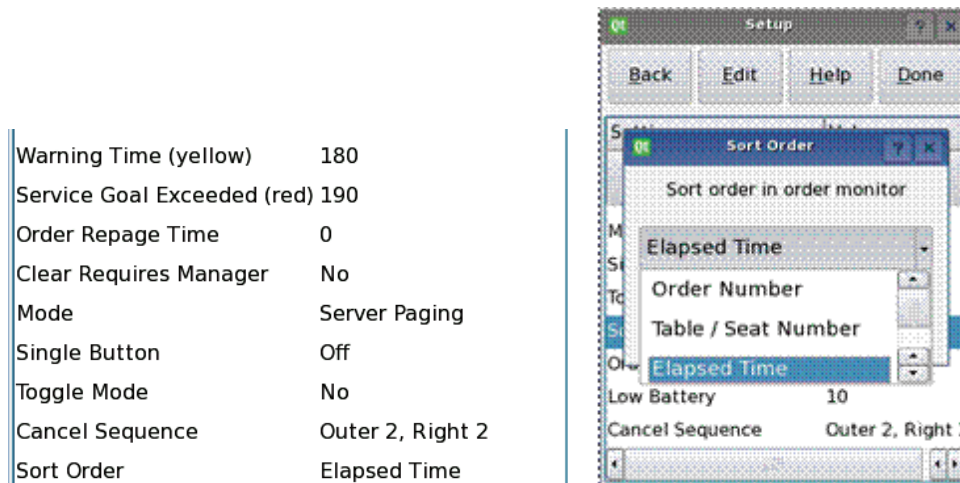 Warning Time (yellow) 180
Service Goal Exceeded (red) 190
Order Repage Time 0
Clear Requires Manager No
Mode Server Paging
Single Button Off
Toggle Mode No
Cancel Sequence Outer 2, Right 2
Sort Order Elapsed Time
Qt Setup ? ×
Back Edit Help Done
Qt Sort Order ? ×
Sort order in order monitor
Elapsed Time
Order Number
Table / Seat Number
Elapsed Time
Low Battery 10
Cancel Sequence Outer 2, Right